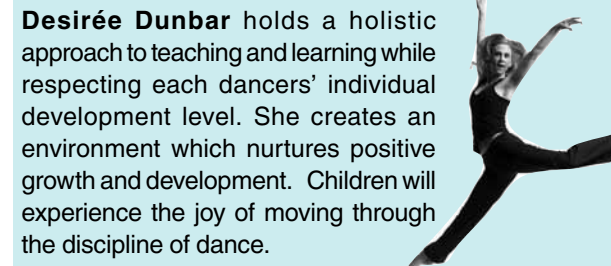 Desirée Dunbar holds a holistic
approach to teaching and learning while
respecting each dancers' individual
development level. She creates an
environment which nurtures positive
growth and development. Children will
experience the joy of moving through
the discipline of dance.